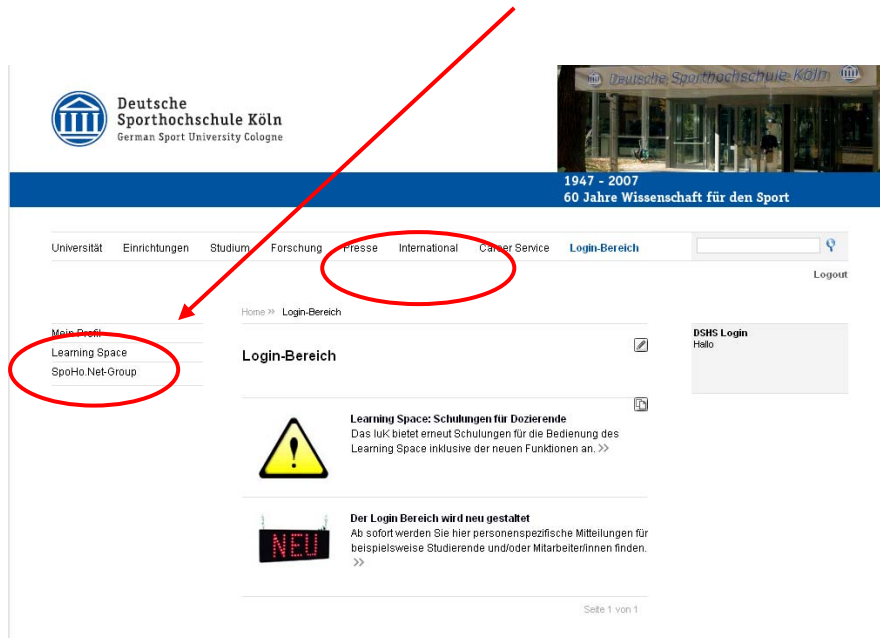 Deutsche Sporthochschule Köln
Deutsche
Sporthochschule Köln
German Sport University Cologne
1947 - 2007
60 Jahre Wissenschaft für den Sport
Universität Einrichtungen Studium Forschung Presse International Career Service Login-Bereich
Logout
Home >> Login-Bereich
Mein Profil
Learning Space
SpoHo.Net-Group
Login-Bereich
DSHS Login
Hallo
Learning Space: Schulungen für Dozierende
Das IuK bietet erneut Schulungen für die Bedienung des
Learning Space inklusive der neuen Funktionen an. >>
NEU
Der Login Bereich wird neu gestaltet
Ab sofort werden Sie hier personenspezifische Mitteilungen für
beispielsweise Studierende und/oder Mitarbeiter/innen finden.
>>
Seite 1 von 1